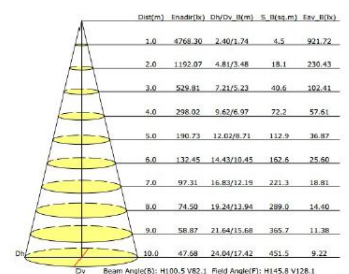 Dist(m) Enadir(lx) Dh/Dv_B(m) S_B(sq.m) Eav_B(lx)
1.0 4768.30 2.40/1.74 4.5 921.72
2.0 1192.07 4.81/3.48 18.1 230.43
3.0 529.81 7.21/5.23 40.6 102.41
4.0 298.02 9.62/6.97 72.2 57.61
5.0 190.73 12.02/8.71 112.9 36.87
6.0 132.45 14.43/10.45 162.6 25.60
7.0 97.31 16.83/12.19 221.3 18.81
8.0 74.50 19.24/13.94 289.0 14.40
9.0 58.87 21.64/15.68 365.7 11.38
Dh 10.0 47.68 24.04/17.42 451.5 9.22
Dv Beam Angle(B): H100.5 V82.1 Field Angle(F): H145.8 V128.1